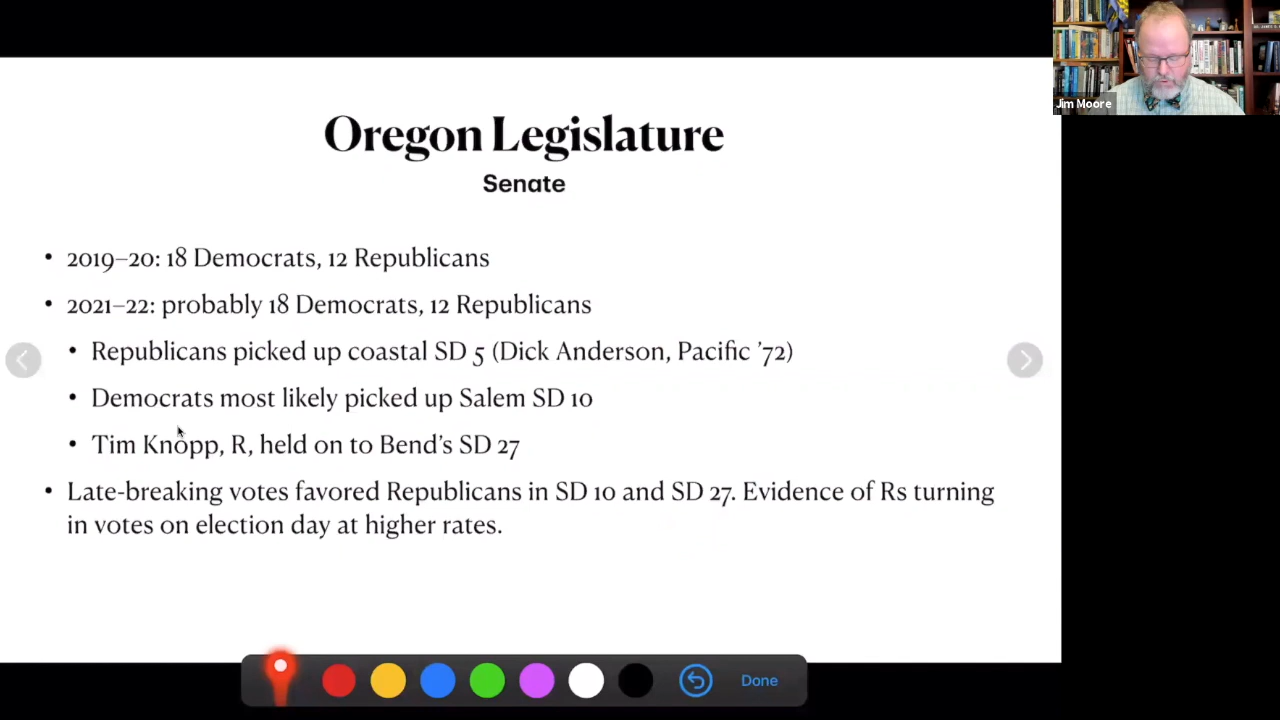 Jim Moore
Oregon Legislature
Senate
• 2019–20: 18 Democrats, 12 Republicans
• 2021–22: probably 18 Democrats, 12 Republicans
• Republicans picked up coastal SD 5 (Dick Anderson, Pacific ’72)
• Democrats most likely picked up Salem SD 10
• Tim Knopp, R, held on to Bend’s SD 27
• Late-breaking votes favored Republicans in SD 10 and SD 27. Evidence of Rs turning
in votes on election day at higher rates.
Done